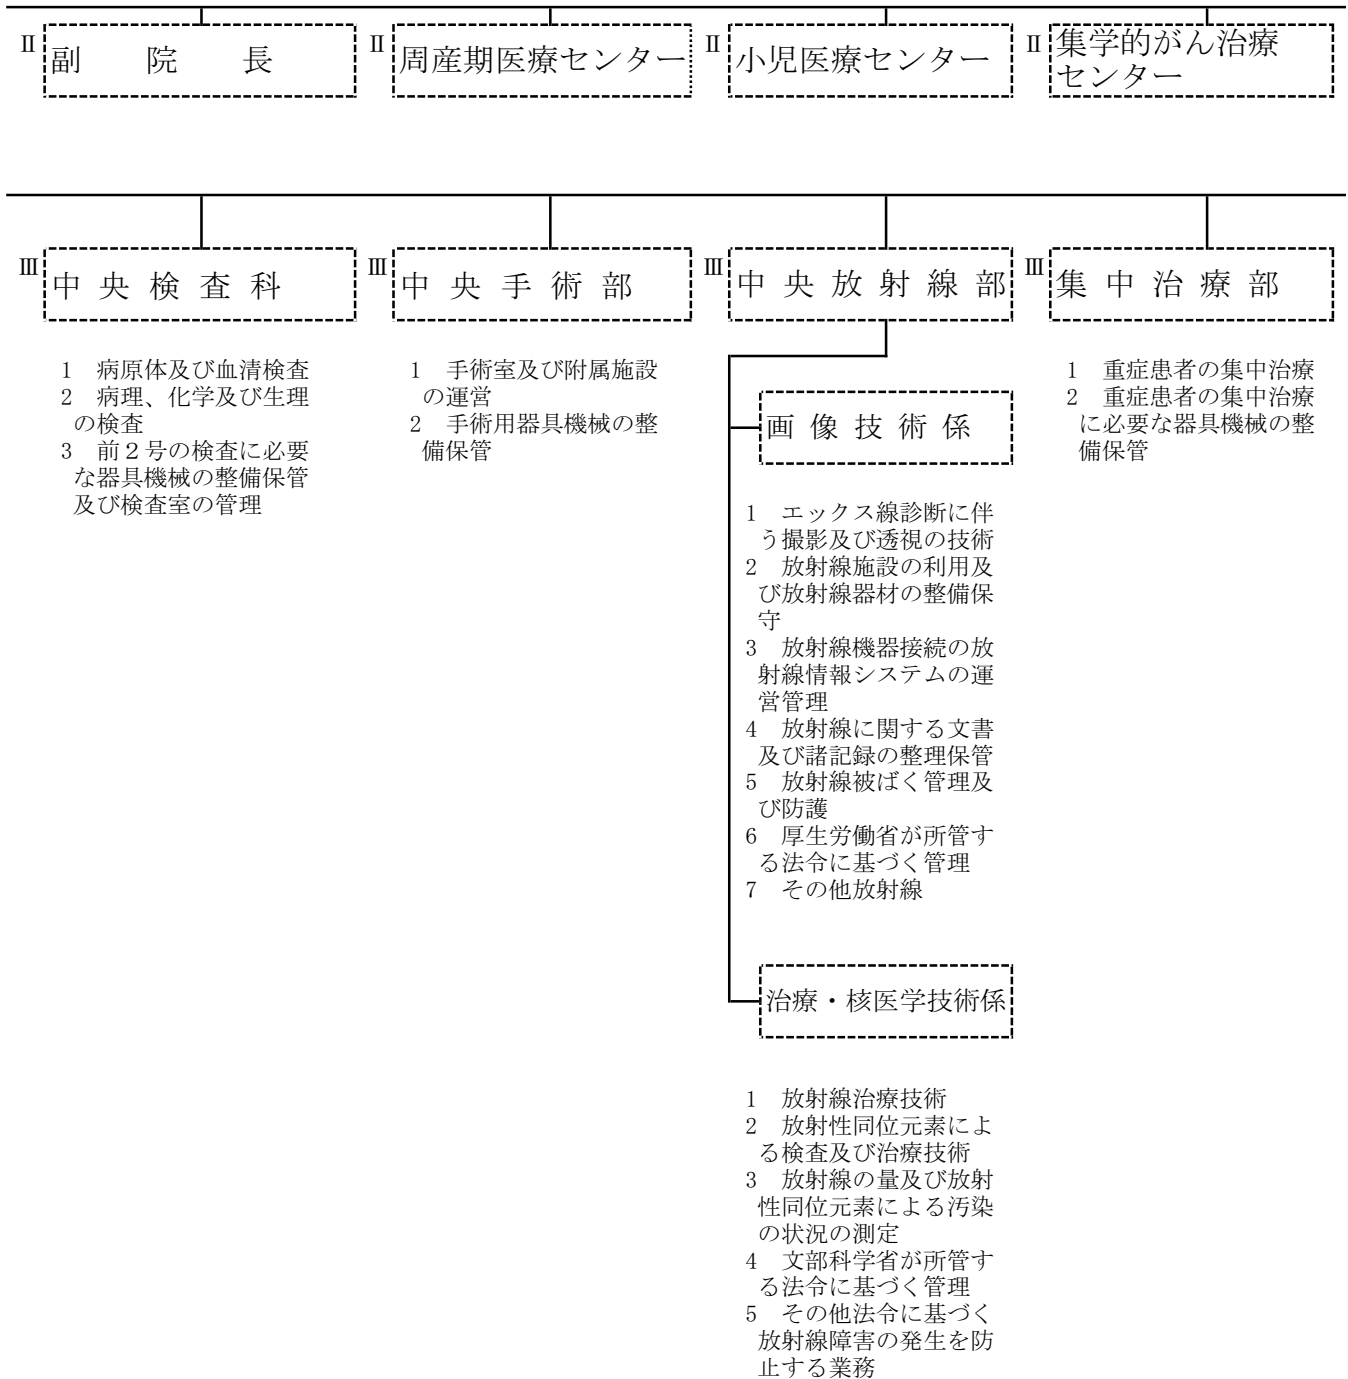 Ⅱ 副院長
Ⅱ 周産期医療センター
Ⅱ 小児医療センター
Ⅱ 集学的がん治療
センター
Ⅲ 中央検査科
1 病原体及び血清検査
2 病理、化学及び生理
の検査
3 前２号の検査に必要
な器具機械の整備保管
及び検査室の管理
Ⅲ 中央手術部
1 手術室及び附属施設
の運営
2 手術用器具機械の整
備保管
Ⅲ 中央放射線部
画像技術係
1 エックス線診断に伴
う撮影及び透視の技術
2 放射線施設の利用及
び放射線器材の整備保
守
3 放射線機器接続の放
射線情報システムの運
営管理
4 放射線に関する文書
及び諸記録の整理保管
5 放射線被ばく管理及
び防護
6 厚生労働省が所管す
る法令に基づく管理
7 その他放射線
治療・核医学技術係
1 放射線治療技術
2 放射性同位元素によ
る検査及び治療技術
3 放射線の量及び放射
性同位元素による汚染
の状況の測定
4 文部科学省が所管す
る法令に基づく管理
5 その他法令に基づく
放射線障害の発生を防
止する業務
Ⅲ 集中治療部
1 重症患者の集中治療
2 重症患者の集中治療
に必要な器具機械の整
備保管